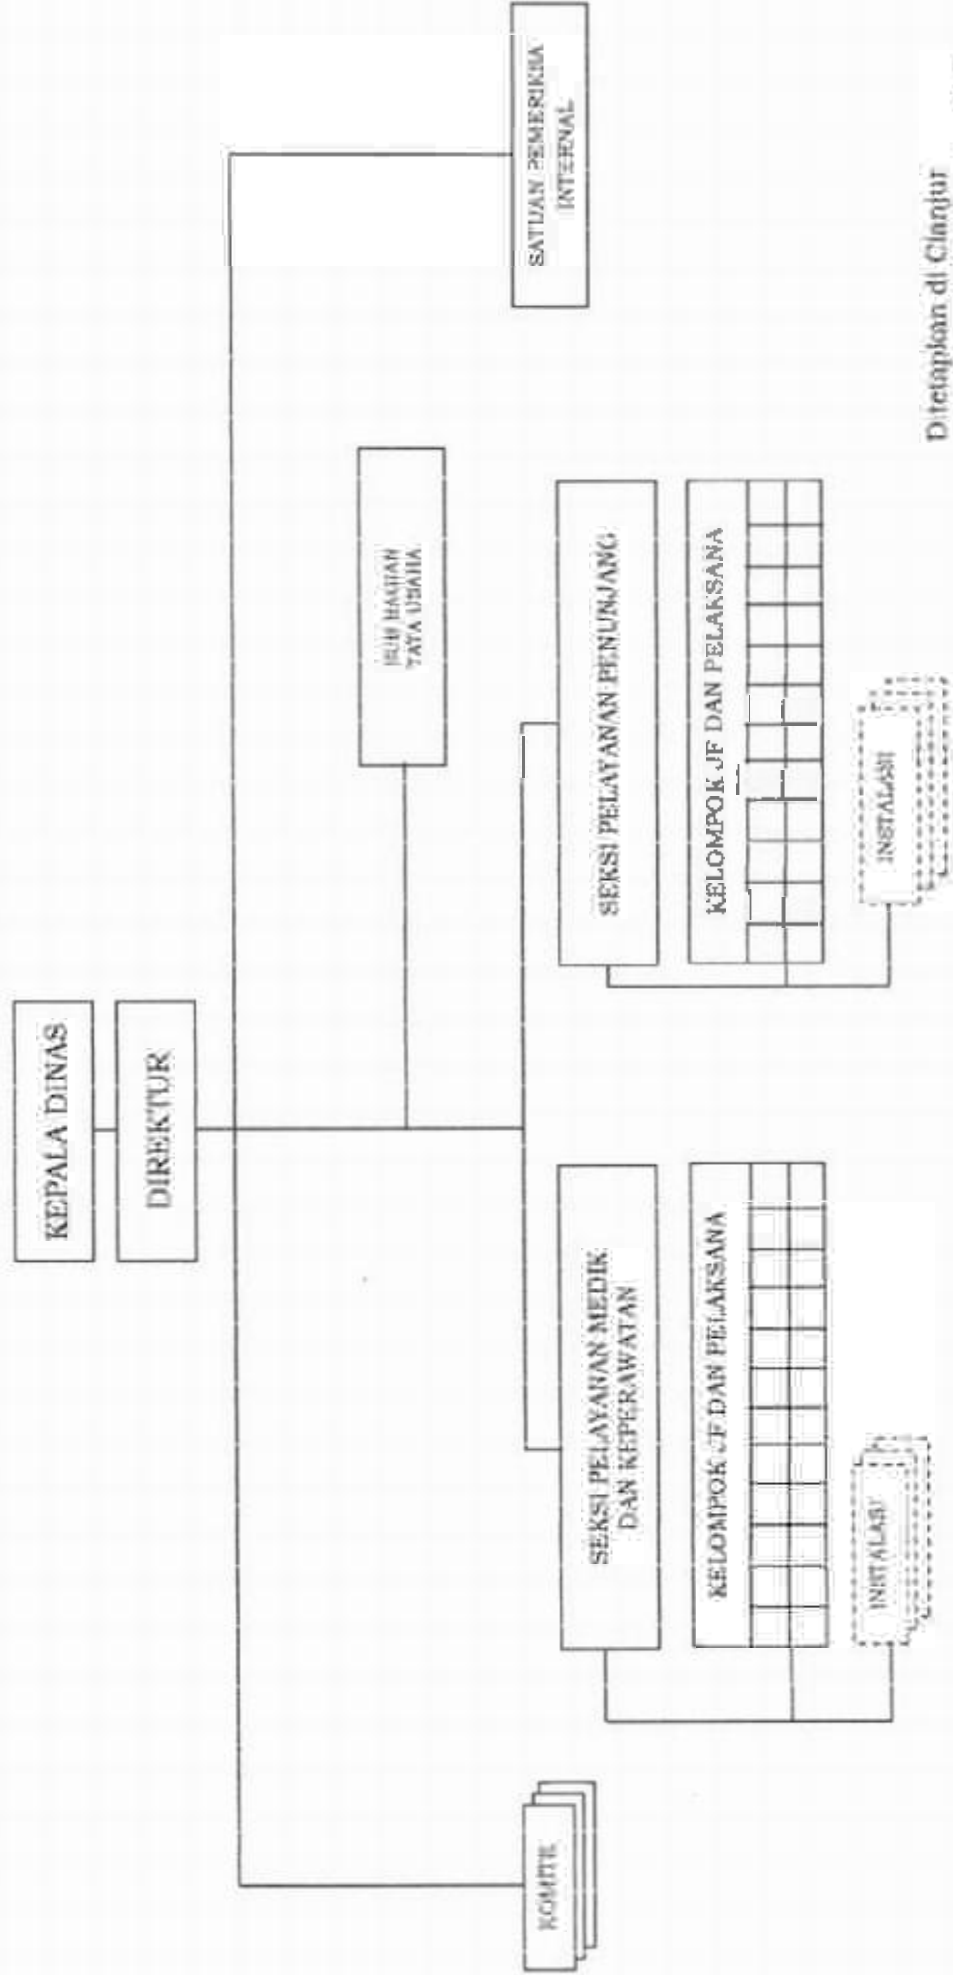 KEPALA DINAS
DIREKTUR
SUB BAGIAN
TATA USAHA
KOMITE
SEKSI PELAYANAN MEDIK
DAN KEPERAWATAN
SEKSI PELAYANAN PENUNJANG
SATUAN PEMERIKSA
INTERNAL
KELOMPOK JF DAN PELAKSANA
KELOMPOK JF DAN PELAKSANA
INSTALASI
INSTALASI
Ditetapkan di Cianjur